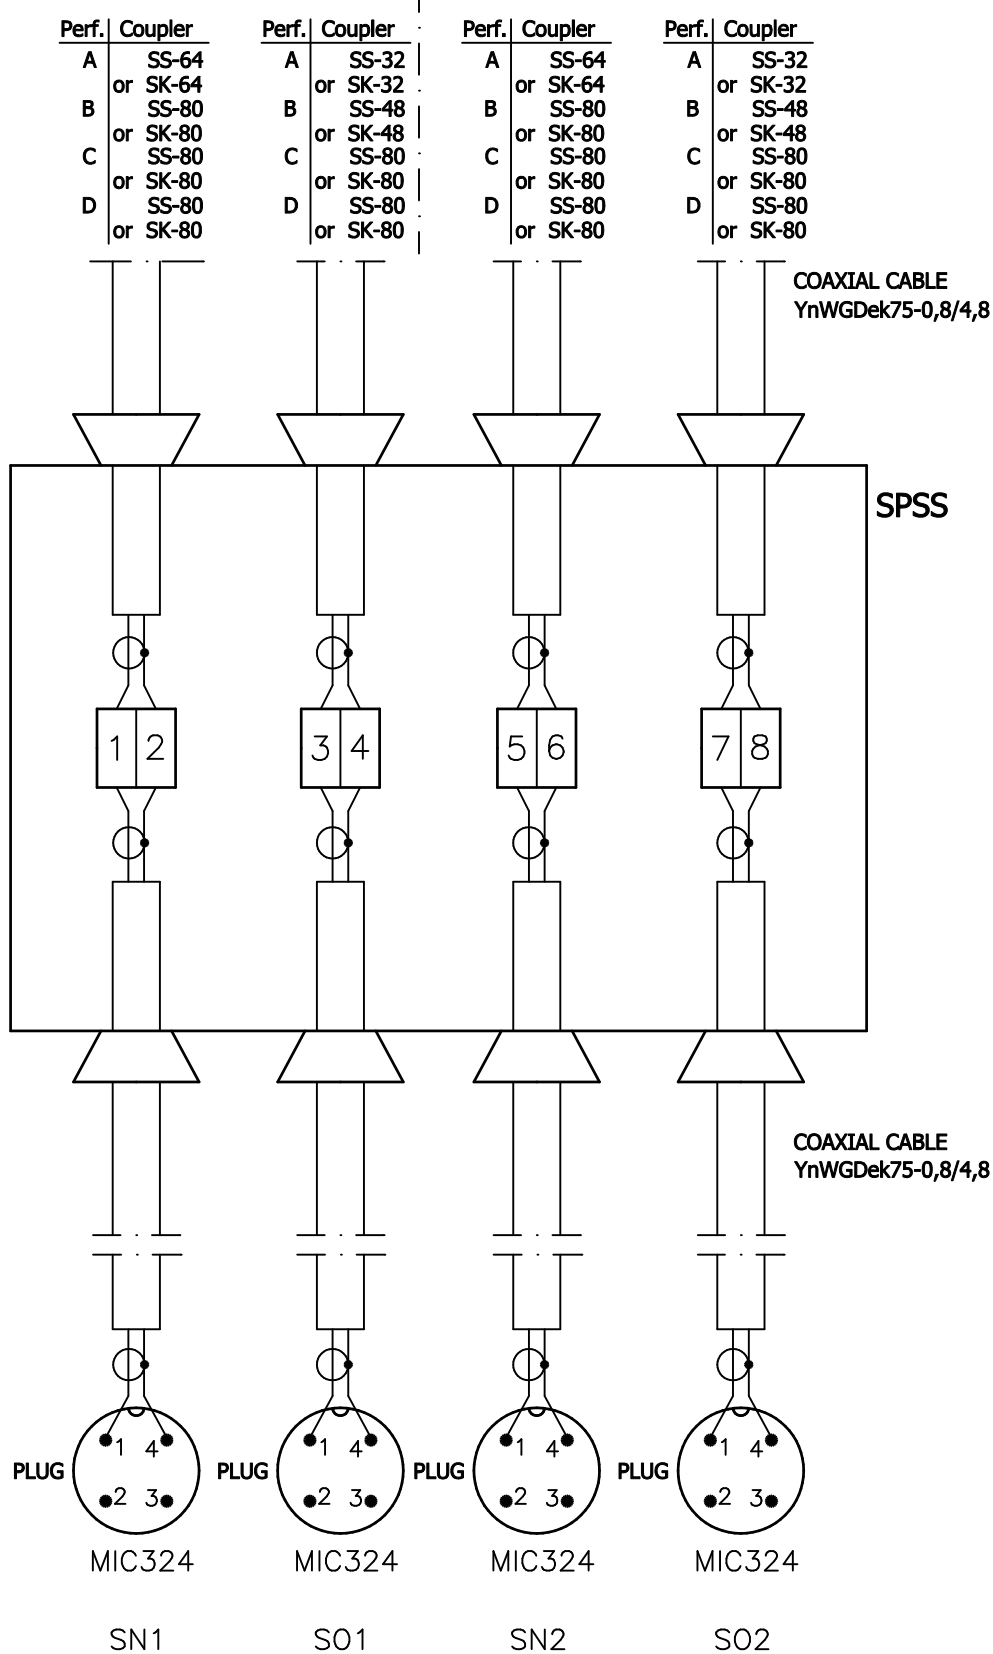 Perf. Coupler Perf. Coupler Perf. Coupler Perf. Coupler
A SS-64 A SS-32 A SS-64 A SS-32
or SK-64 or SK-32 or SK-64 or SK-32
B SS-80 B SS-48 B SS-80 B SS-48
or SK-80 or SK-48 or SK-80 or SK-48
C SS-80 C SS-80 C SS-80 C SS-80
or SK-80 or SK-80 or SK-80 or SK-80
D SS-80 D SS-80 D SS-80 D SS-80
or SK-80 or SK-80 or SK-80 or SK-80
COAXIAL CABLE
YnWGDek75-0,8/4,8
SPSS
1 2 3 4 5 6 7 8
COAXIAL CABLE
YnWGDek75-0,8/4,8
1 4 1 4 1 4 1 4
PLUG PLUG PLUG PLUG
2 3 2 3 2 3 2 3
MIC324 MIC324 MIC324 MIC324
SN1 SO1 SN2 SO2